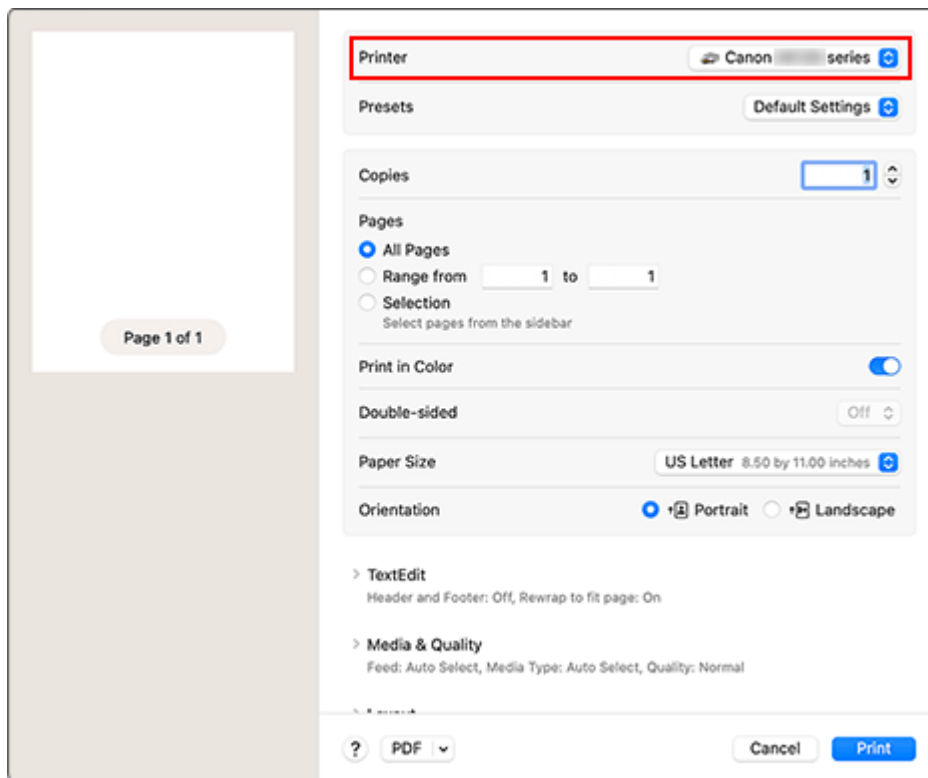 Printer
Canon series
Presets
Default Settings
Copies
1
Pages
All Pages
Range from 1 to 1
Selection
Select pages from the sidebar
Page 1 of 1
Print in Color
Double-sided
Off
Paper Size
US Letter 8.50 by 11.00 inches
Orientation
Portrait
Landscape
TextEdit
Header and Footer: Off, Rewrap to fit page: On
Media & Quality
Feed: Auto Select, Media Type: Auto Select, Quality: Normal
?
PDF
Cancel
Print